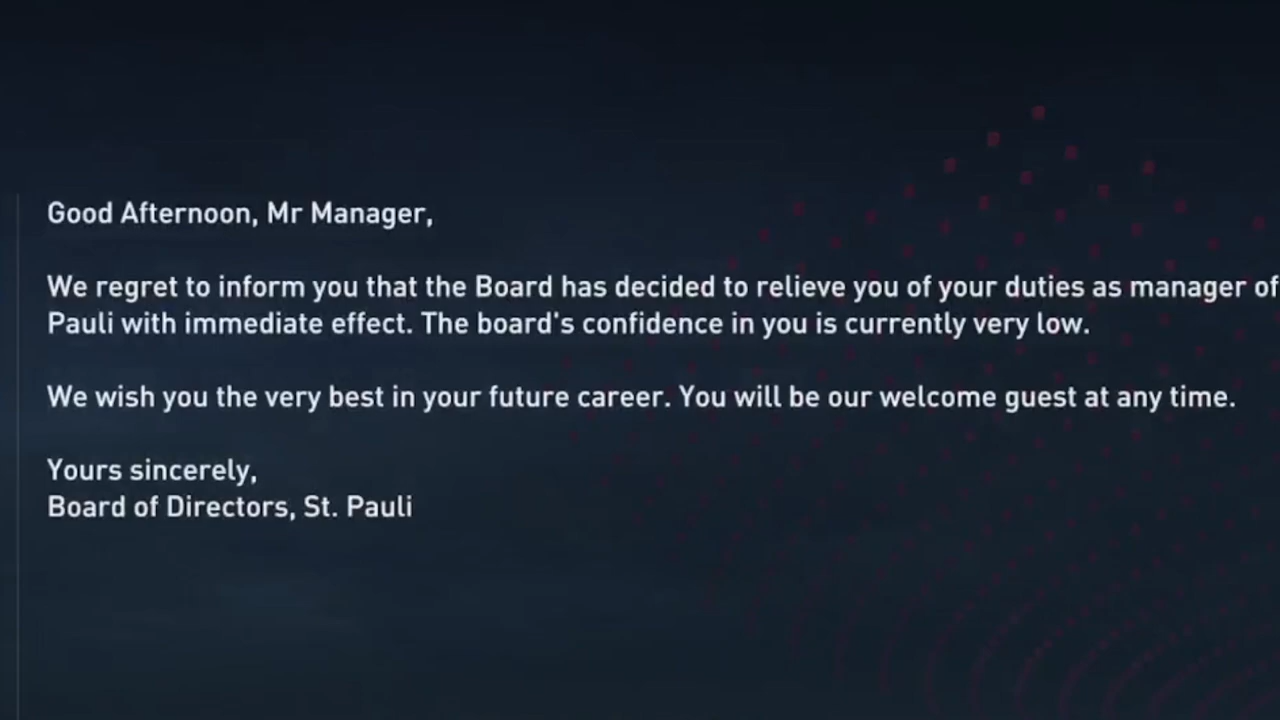 Good Afternoon, Mr Manager,
We regret to inform you that the Board has decided to relieve you of your duties as manager of
Pauli with immediate effect. The board's confidence in you is currently very low.
We wish you the very best in your future career. You will be our welcome guest at any time.
Yours sincerely,
Board of Directors, St. Pauli